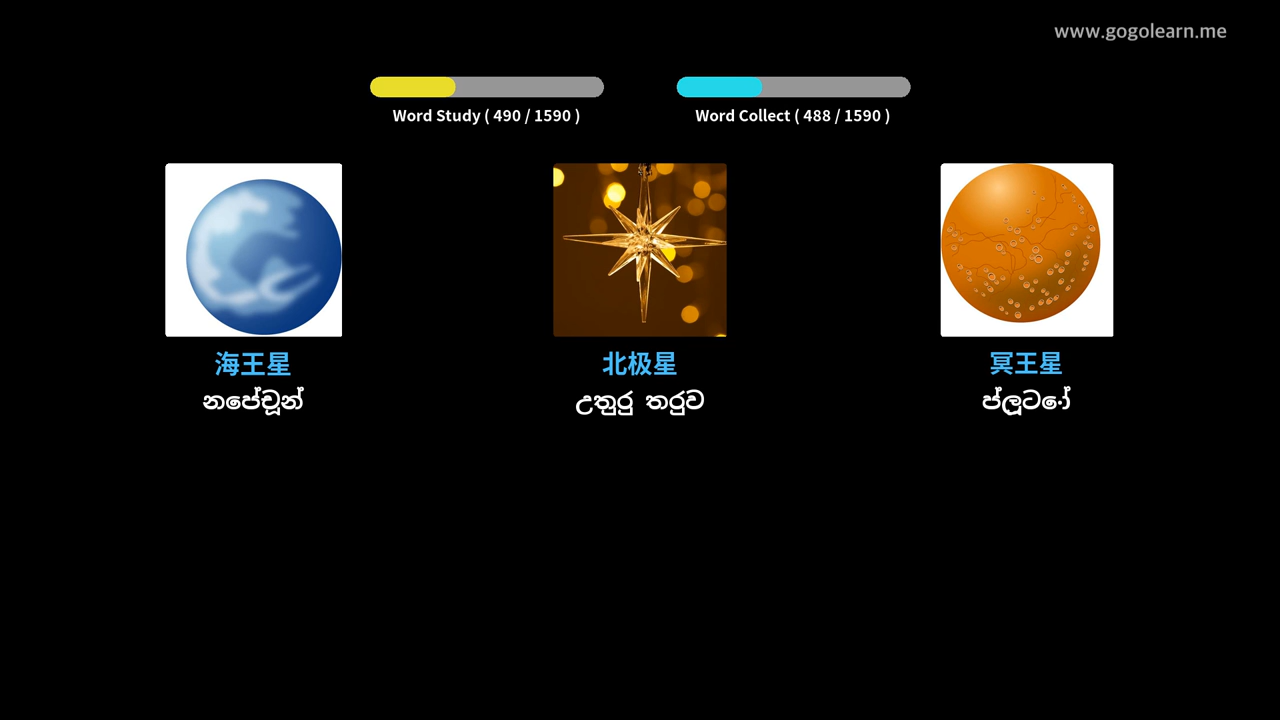 www.gogolearn.me
Word Study ( 490 / 1590 )
Word Collect ( 488 / 1590 )
海王星
北极星
冥王星
නපේචූන්
උතුරු තරුව
ප්ලූටෝ